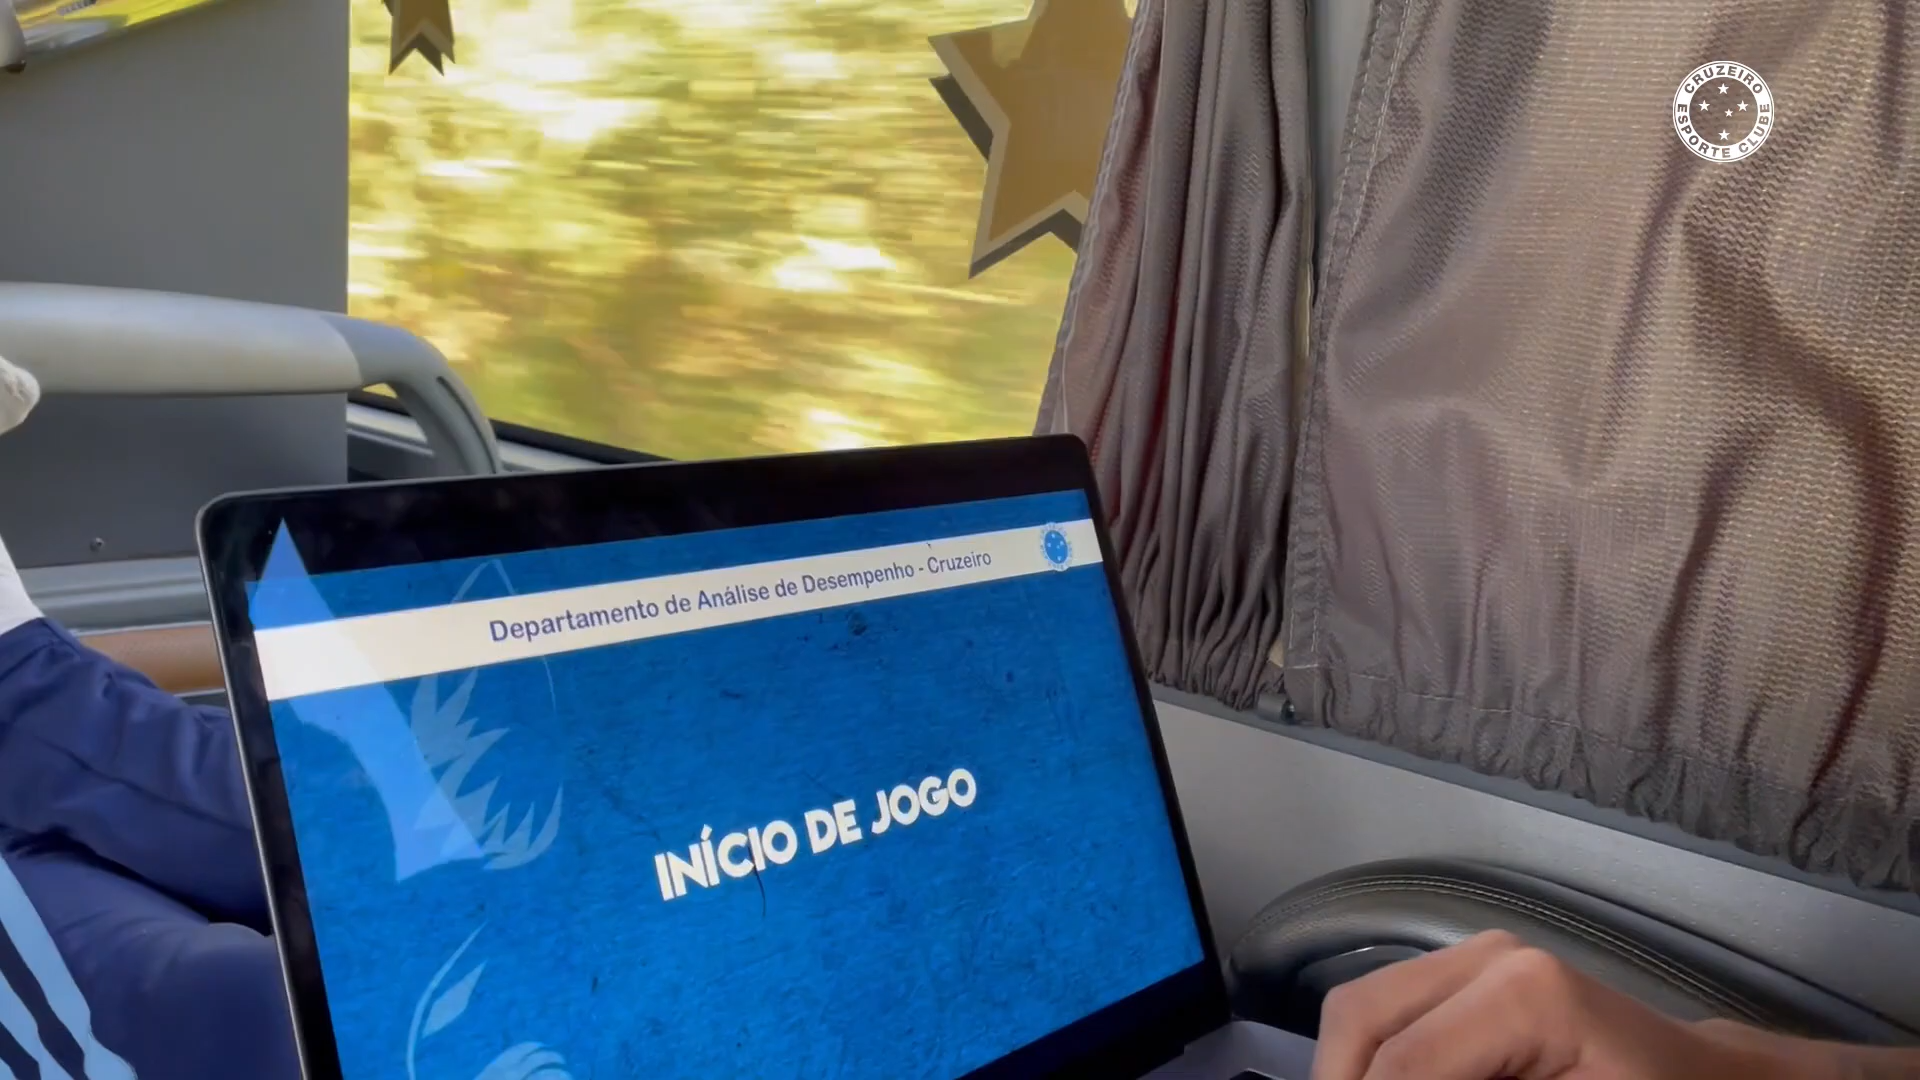 CRUZEIRO
ESPORTE CLUBE
Departamento de Análise de Desempenho - Cruzeiro
INÍCIO DE JOGO